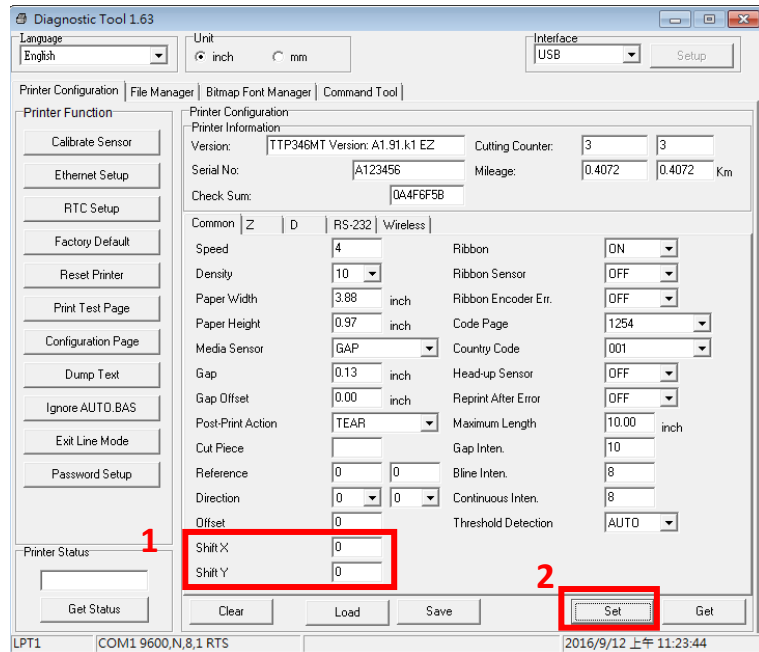 Diagnostic Tool 1.63
Language
English
Unit
inch
mm
Interface
USB
Setup
Printer Configuration
File Manager
Bitmap Font Manager
Command Tool
Printer Function
Calibrate Sensor
Ethernet Setup
RTC Setup
Factory Default
Reset Printer
Print Test Page
Configuration Page
Dump Text
Ignore AUTO.BAS
Exit Line Mode
Password Setup
Printer Status
Get Status
Printer Configuration
Printer Information
Version: TTP346MT Version: A1.91.k1 EZ Cutting Counter: 3 3
Serial No: A123456 Mileage: 0.4072 0.4072 Km
Check Sum: 0A4F6F5B
Common Z D RS-232 Wireless
Speed 4 Ribbon ON
Density 10 Ribbon Sensor OFF
Paper Width 3.88 inch Ribbon Encoder Err. OFF
Paper Height 0.97 inch Code Page 1254
Media Sensor GAP Country Code 001
Gap 0.13 inch Head-up Sensor OFF
Gap Offset 0.00 inch Reprint After Error OFF
Post-Print Action TEAR Maximum Length 10.00 inch
Cut Piece Gap Inten. 10
Reference 0 0 Bline Inten. 8
Direction 0 0 Continuous Inten. 8
Offset 0 Threshold Detection AUTO
1
Shift X 0
Shift Y 0
2
Clear Load Save Set Get
LPT1 COM1 9600,N,8,1 RTS 2016/9/12 上午 11:23:44